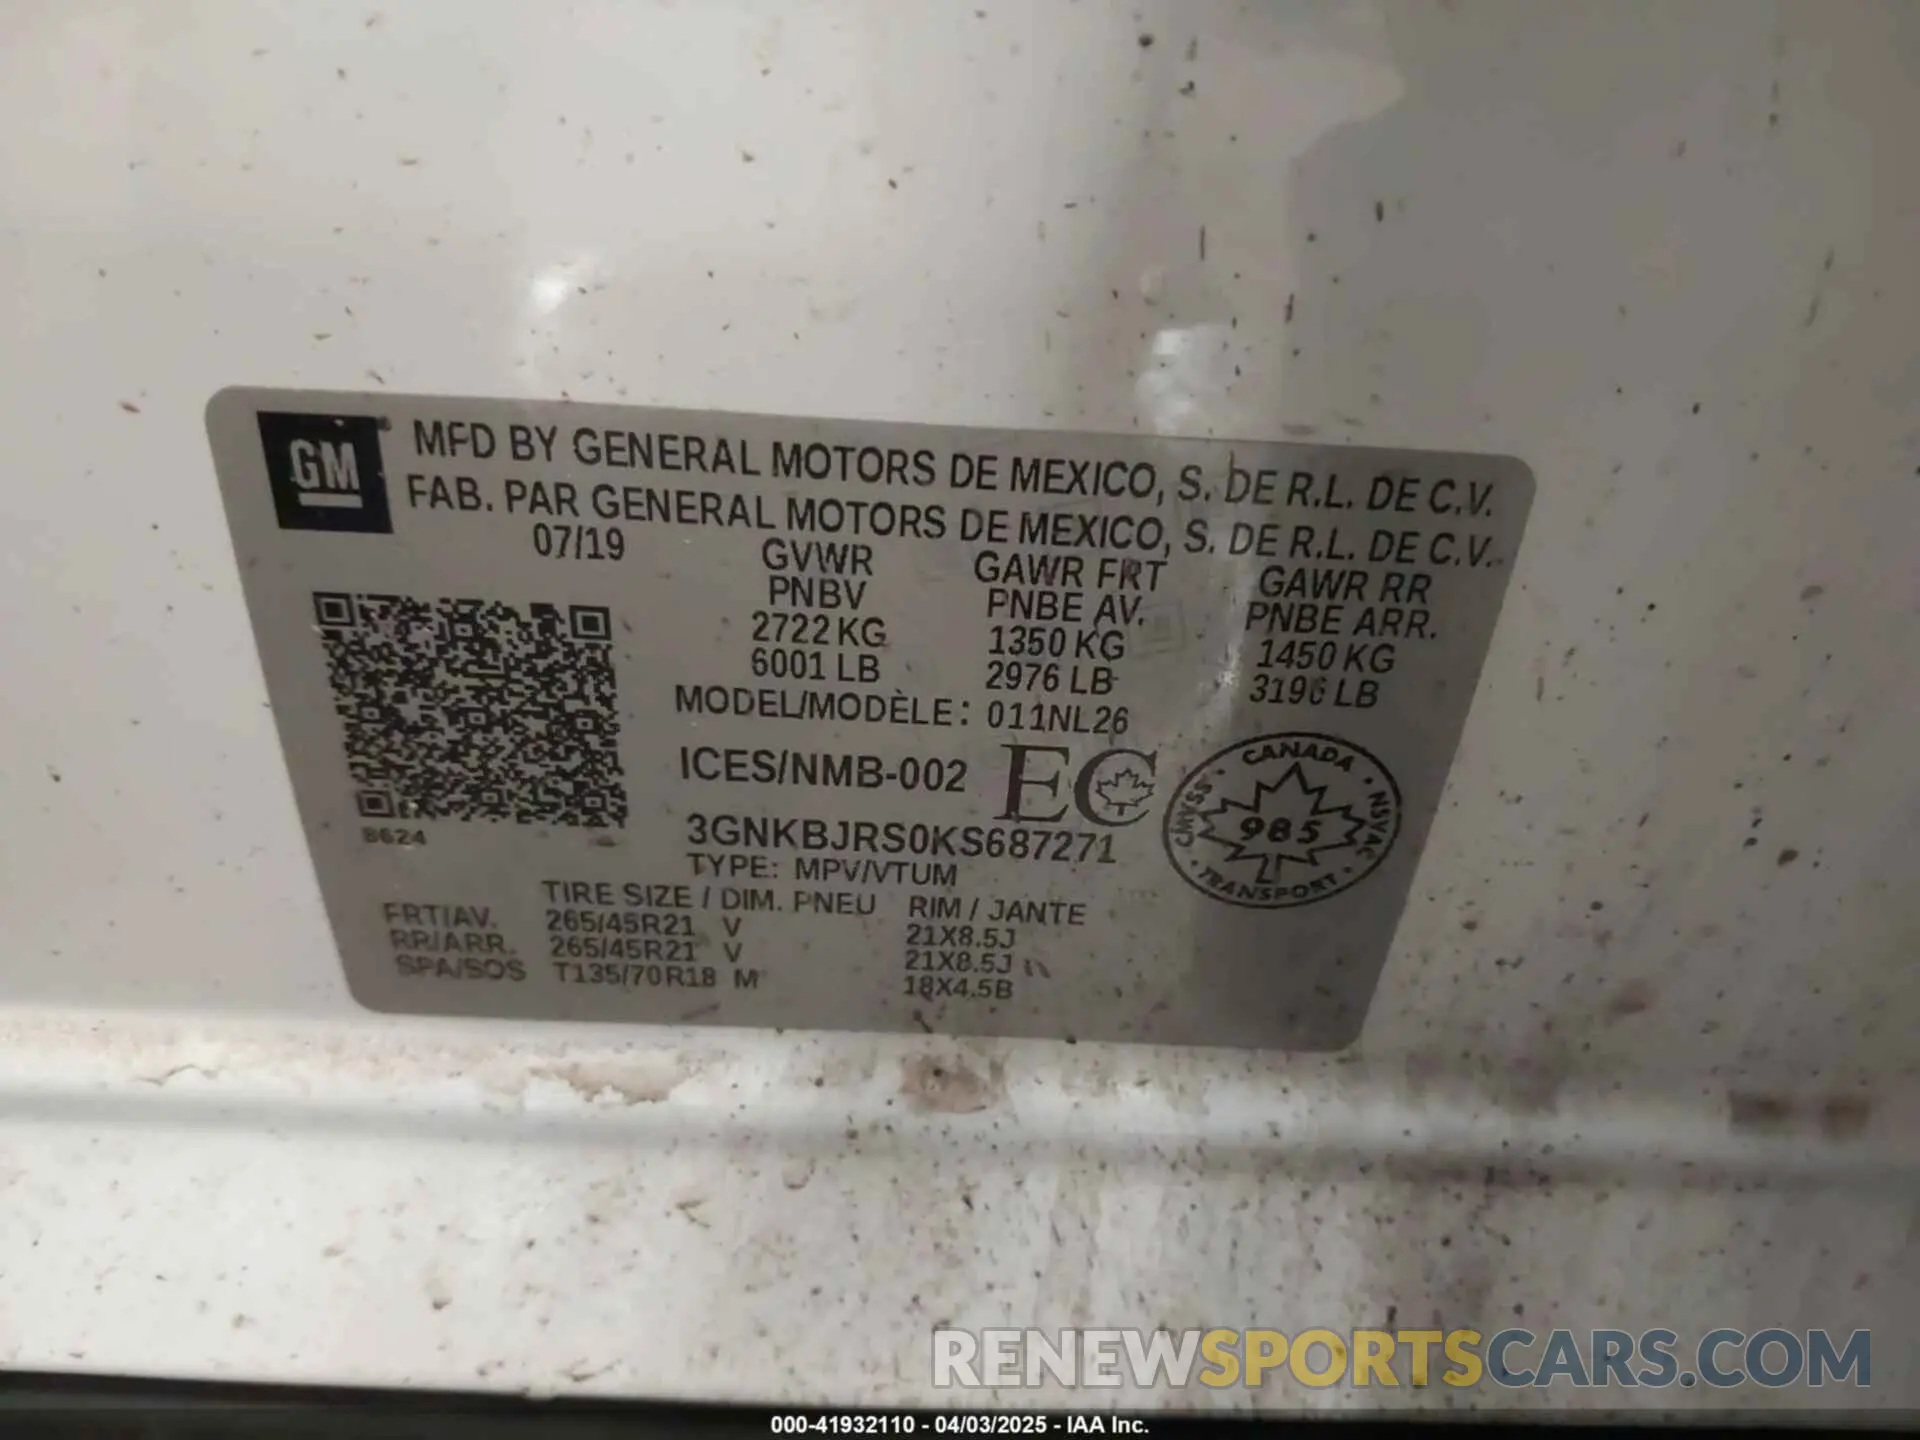 GM ®
MFD BY GENERAL MOTORS DE MEXICO, S. DE R.L. DE C.V.
FAB. PAR GENERAL MOTORS DE MEXICO, S. DE R.L. DE C.V.
07/19
GVWR GAWR FRT GAWR RR
PNBV PNBE AV. PNBE ARR.
2722 KG 1350 KG 1450 KG
6001 LB 2976 LB 3196 LB
MODEL/MODÈLE: 011NL26
ICES/NMB-002 EC
CANADA
CMVSS NSVAC
985
TRANSPORT
8624
3GNKBJRS0KS687271
TYPE: MPV/VTUM
TIRE SIZE / DIM. PNEU RIM / JANTE
FRT/AV. 265/45R21 V 21X8.5J
RR/ARR. 265/45R21 V 21X8.5J
SPA/SOS T135/70R18 M 18X4.5B
RENEWSPORTSCARS.COM
000-41932110 - 04/03/2025 - IAA Inc.